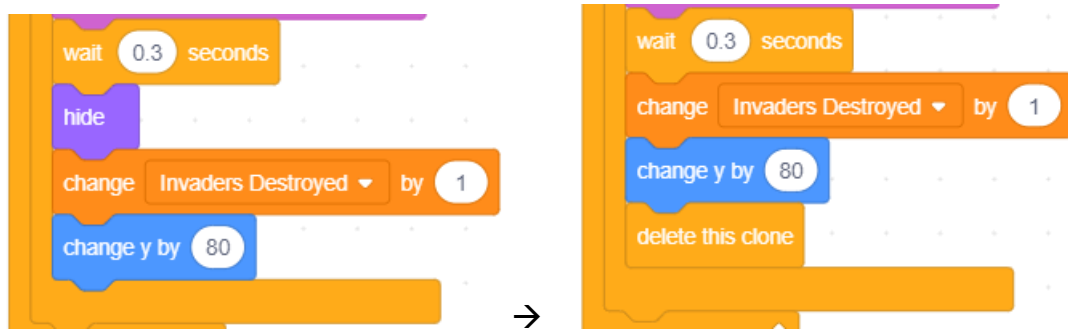 wait 0.3 seconds
hide
change Invaders Destroyed by 1
change y by 80
→
wait 0.3 seconds
change Invaders Destroyed by 1
change y by 80
delete this clone